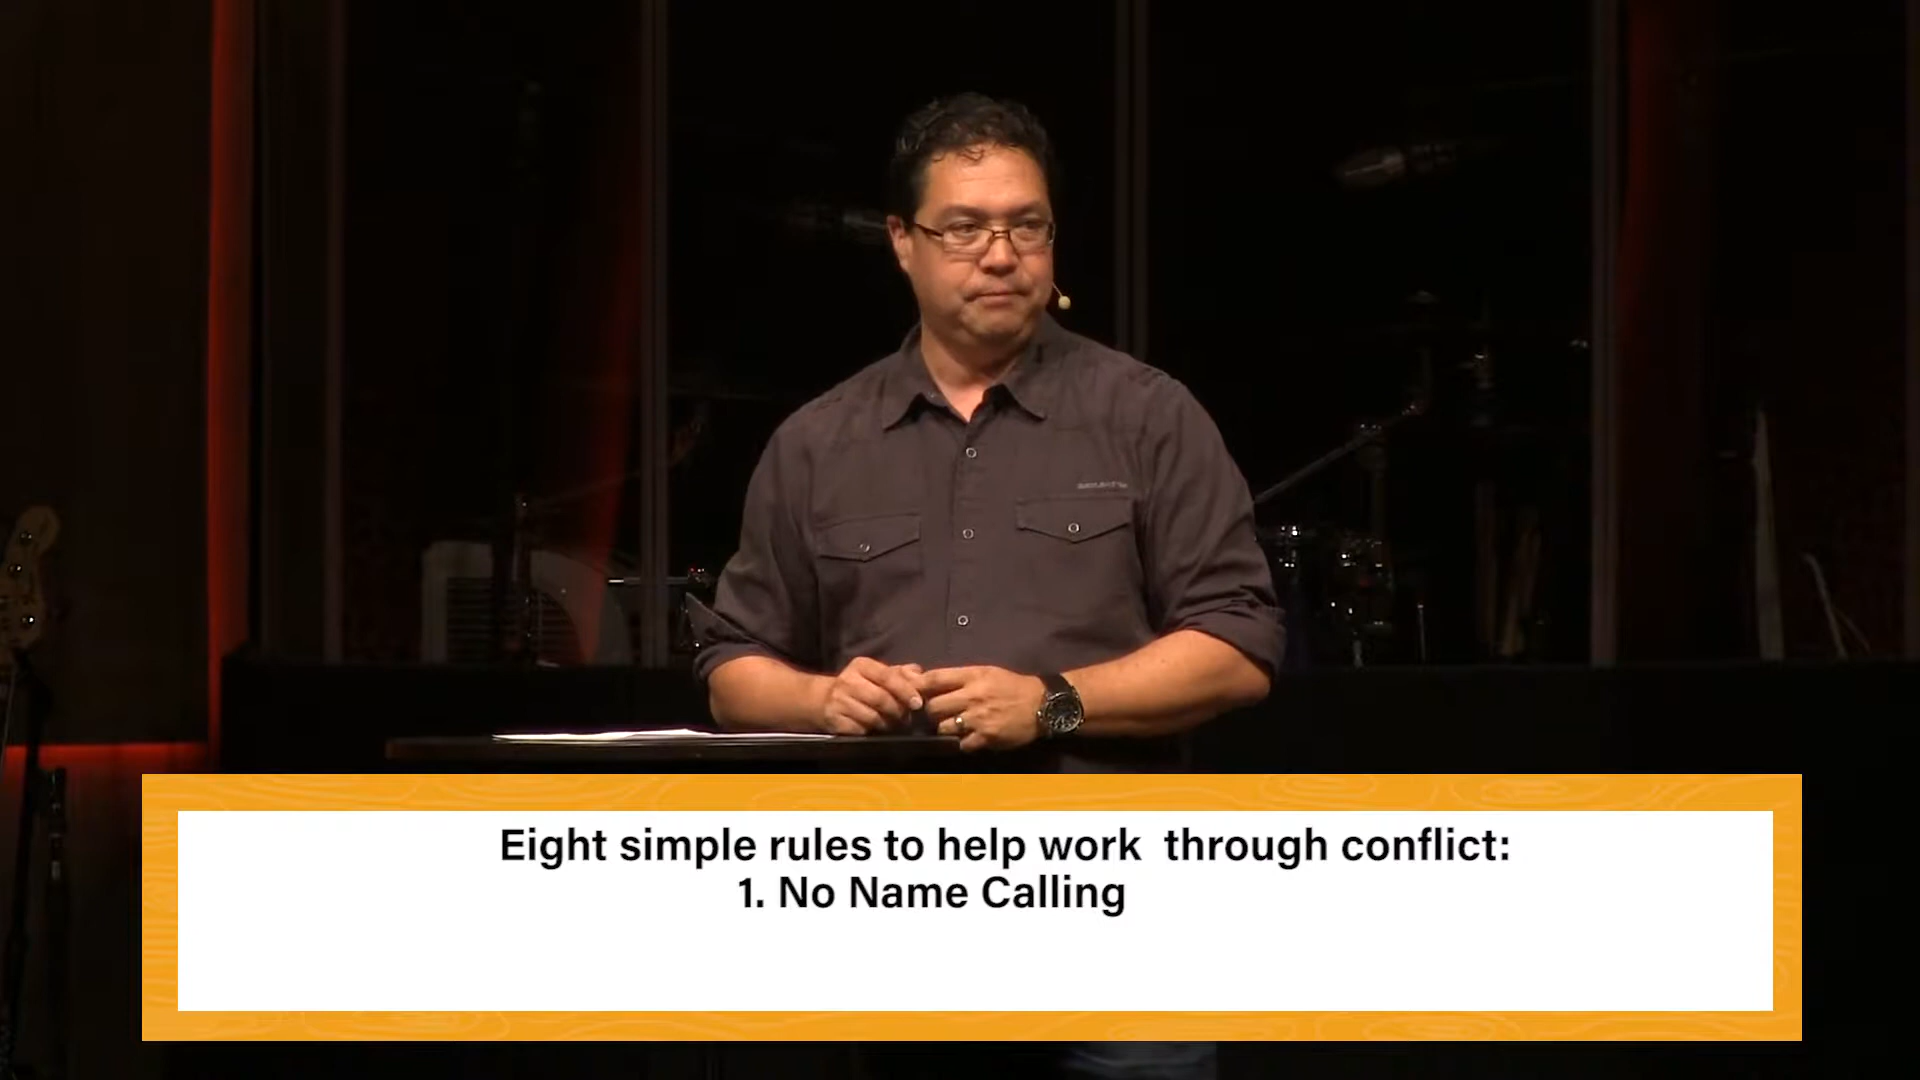 Eight simple rules to help work  through conflict:
1. No Name Calling